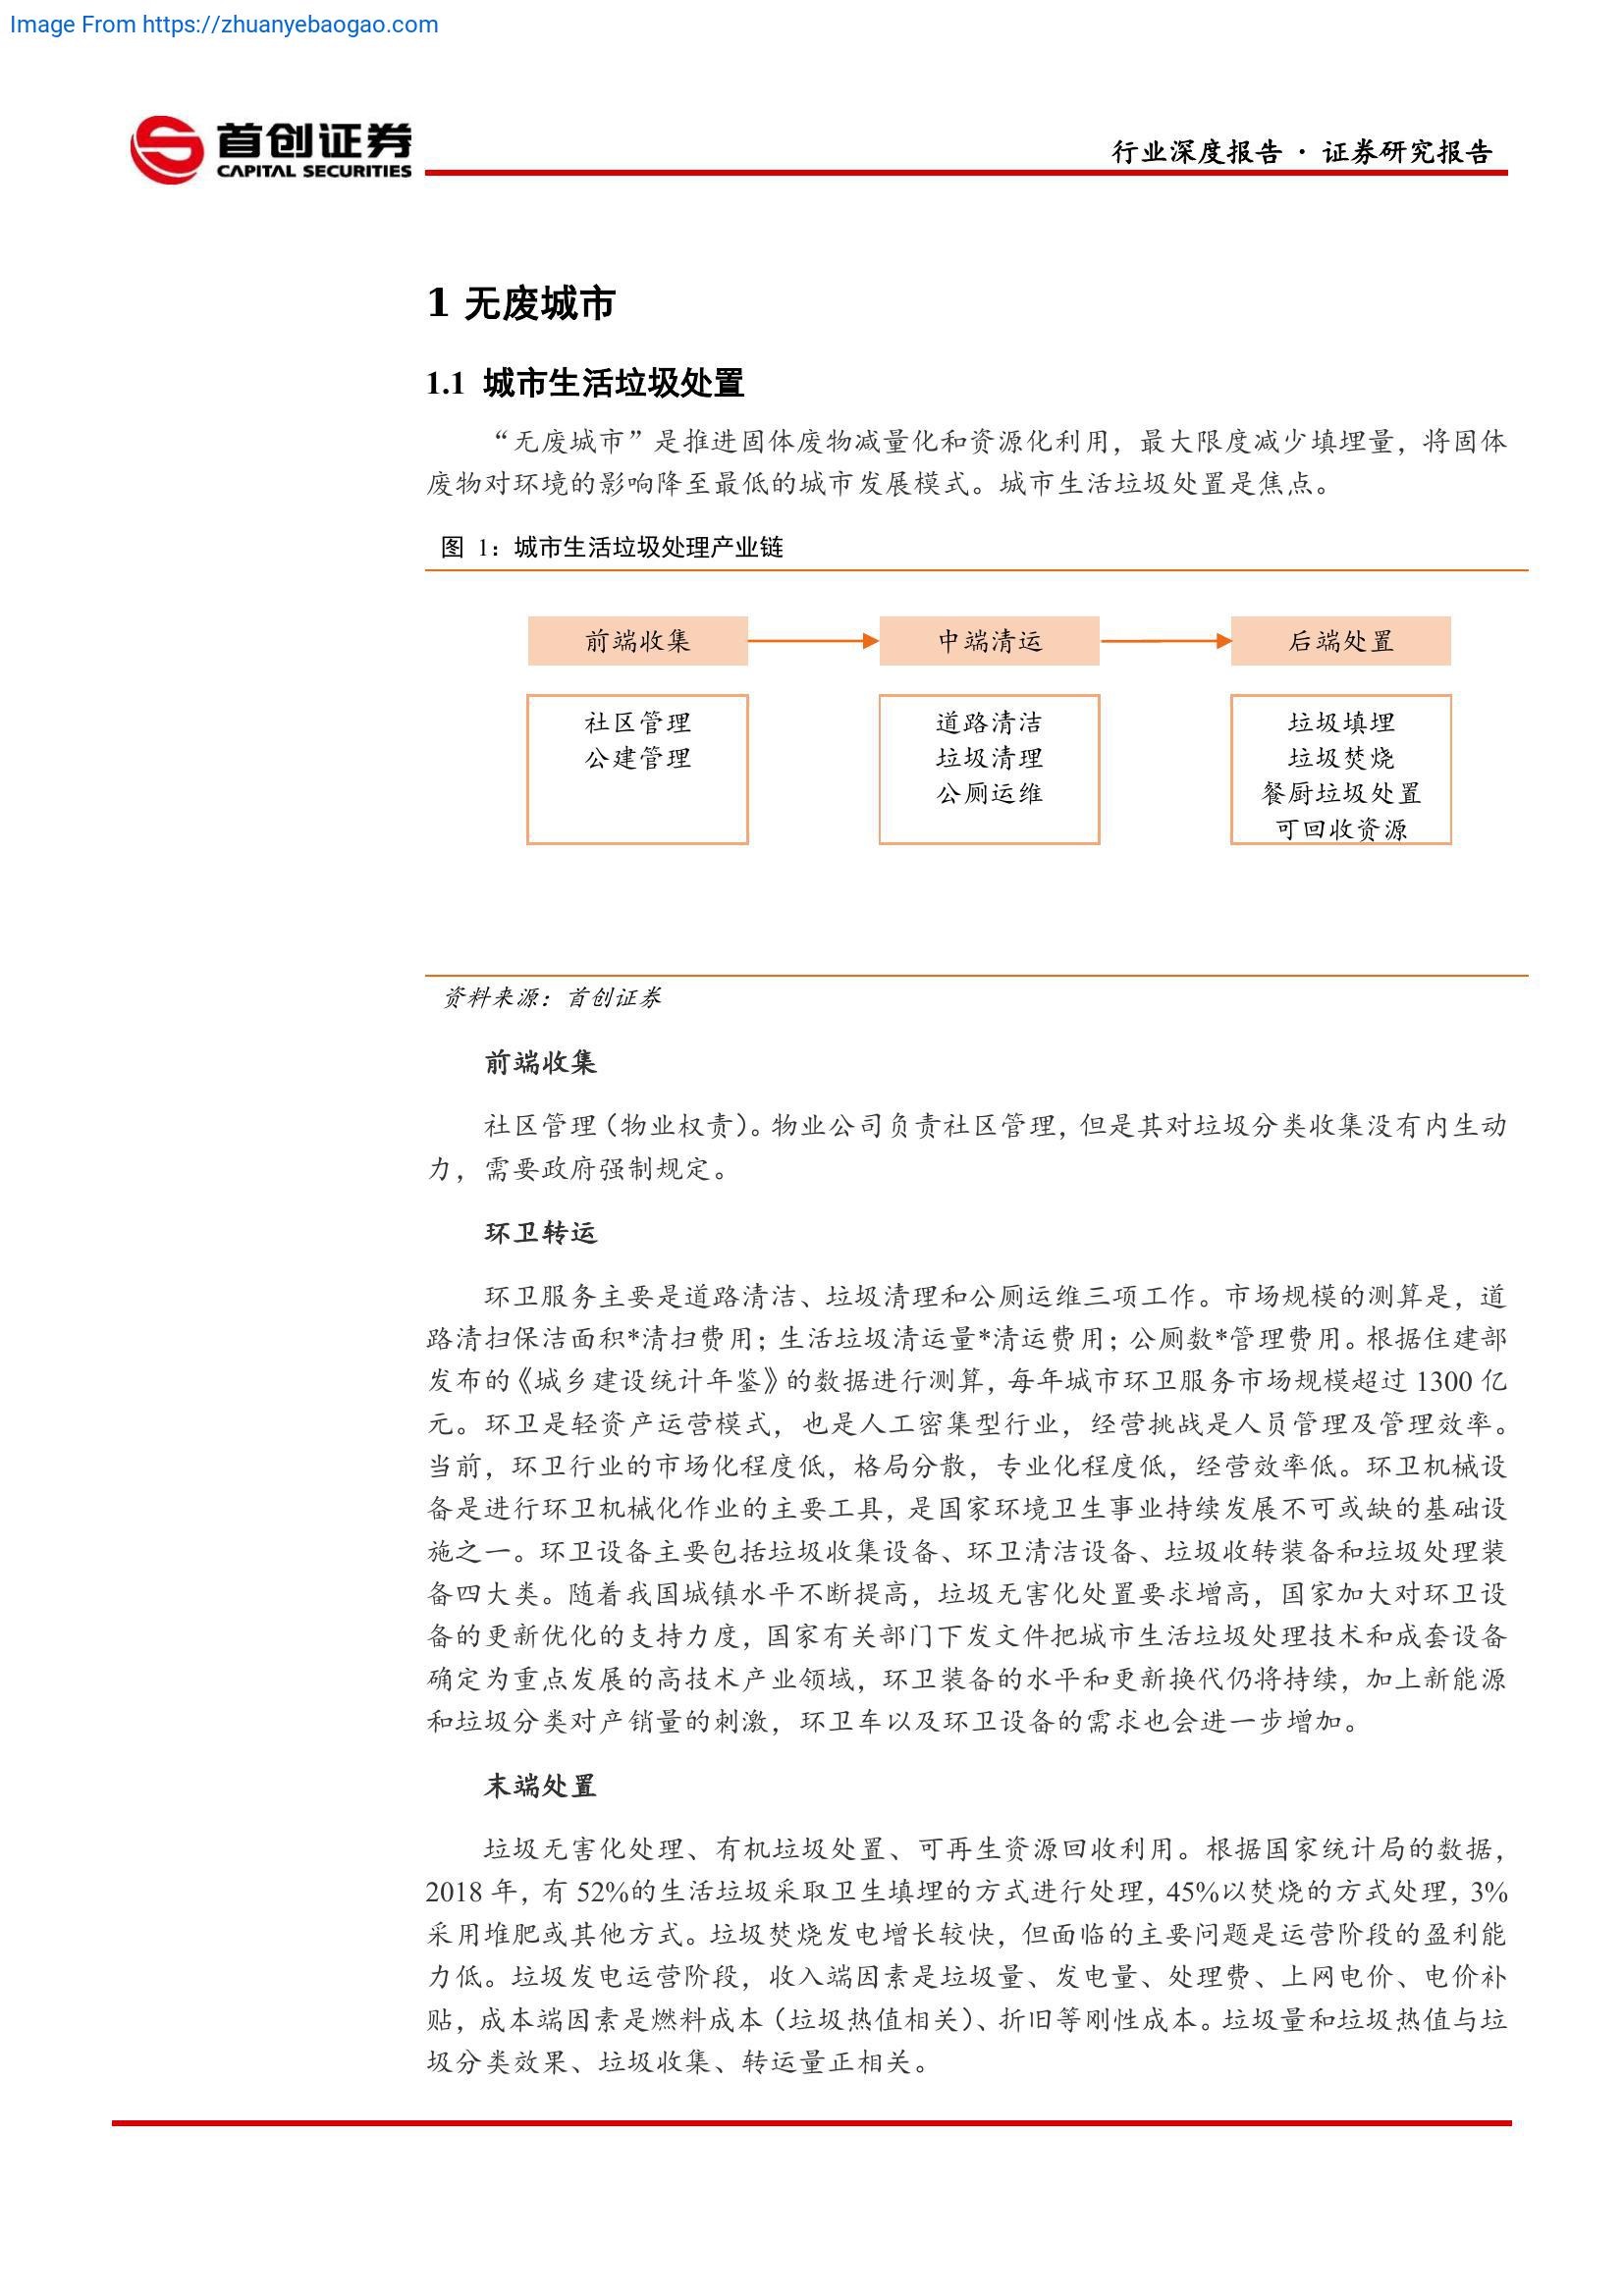 Image From https://zhuanyebaogao.com
首创证券
CAPITAL SECURITIES
行业深度报告 · 证券研究报告
1 无废城市
1.1 城市生活垃圾处置
“无废城市”是推进固体废物减量化和资源化利用，最大限度减少填埋量，将固体
废物对环境的影响降至最低的城市发展模式。城市生活垃圾处置是焦点。
图 1：城市生活垃圾处理产业链
前端收集
中端清运
后端处置
社区管理
公建管理
道路清洁
垃圾清理
公厕运维
垃圾填埋
垃圾焚烧
餐厨垃圾处置
可回收资源
资料来源：首创证券
前端收集
社区管理（物业权责）。物业公司负责社区管理，但是其对垃圾分类收集没有内生动
力，需要政府强制规定。
环卫转运
环卫服务主要是道路清洁、垃圾清理和公厕运维三项工作。市场规模的测算是，道
路清扫保洁面积*清扫费用；生活垃圾清运量*清运费用；公厕数*管理费用。根据住建部
发布的《城乡建设统计年鉴》的数据进行测算，每年城市环卫服务市场规模超过 1300 亿
元。环卫是轻资产运营模式，也是人工密集型行业，经营挑战是人员管理及管理效率。
当前，环卫行业的市场化程度低，格局分散，专业化程度低，经营效率低。环卫机械设
备是进行环卫机械化作业的主要工具，是国家环境卫生事业持续发展不可或缺的基础设
施之一。环卫设备主要包括垃圾收集设备、环卫清洁设备、垃圾收转装备和垃圾处理装
备四大类。随着我国城镇水平不断提高，垃圾无害化处置要求增高，国家加大对环卫设
备的更新优化的支持力度，国家有关部门下发文件把城市生活垃圾处理技术和成套设备
确定为重点发展的高技术产业领域，环卫装备的水平和更新换代仍将持续，加上新能源
和垃圾分类对产销量的刺激，环卫车以及环卫设备的需求也会进一步增加。
末端处置
垃圾无害化处理、有机垃圾处置、可再生资源回收利用。根据国家统计局的数据，
2018 年，有 52%的生活垃圾采取卫生填埋的方式进行处理，45%以焚烧的方式处理，3%
采用堆肥或其他方式。垃圾焚烧发电增长较快，但面临的主要问题是运营阶段的盈利能
力低。垃圾发电运营阶段，收入端因素是垃圾量、发电量、处理费、上网电价、电价补
贴，成本端因素是燃料成本（垃圾热值相关）、折旧等刚性成本。垃圾量和垃圾热值与垃
圾分类效果、垃圾收集、转运量正相关。